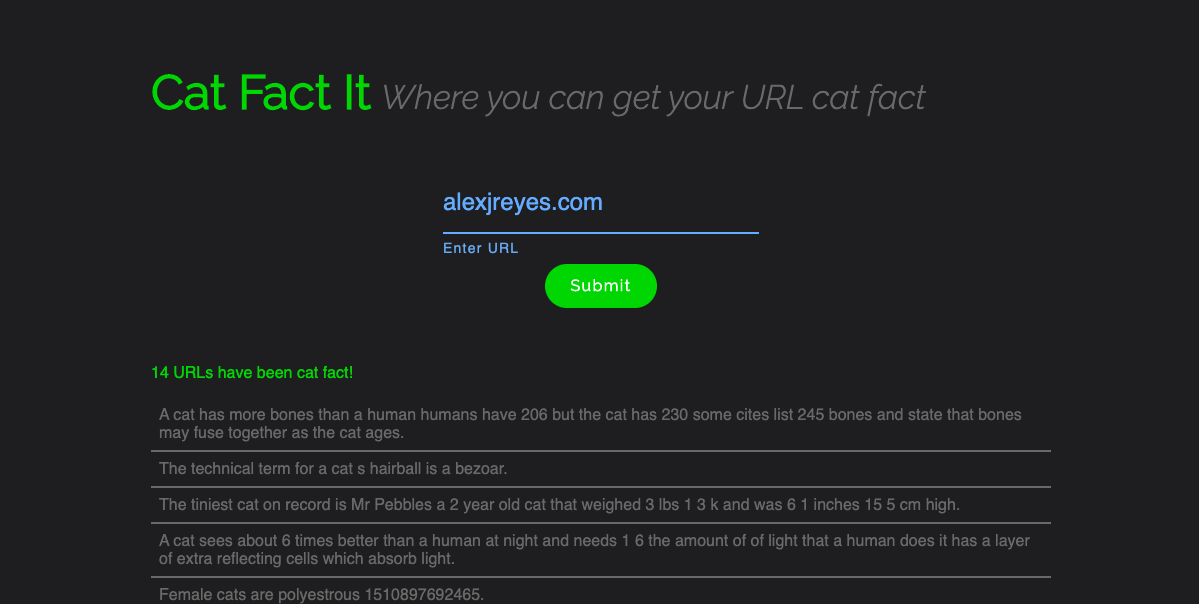 Cat Fact It Where you can get your URL cat fact
alexjreyes.com
Enter URL
Submit
14 URLs have been cat fact!
A cat has more bones than a human humans have 206 but the cat has 230 some cites list 245 bones and state that bones
may fuse together as the cat ages.
The technical term for a cat s hairball is a bezoar.
The tiniest cat on record is Mr Pebbles a 2 year old cat that weighed 3 lbs 1 3 k and was 6 1 inches 15 5 cm high.
A cat sees about 6 times better than a human at night and needs 1 6 the amount of of light that a human does it has a layer
of extra reflecting cells which absorb light.
Female cats are polyestrous 1510897692465.